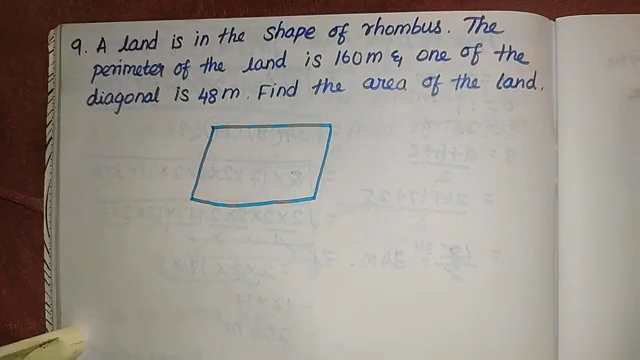 9. A land is in the shape of rhombus. The
perimeter of the land is 160m & one of the
diagonal is 48m. Find the area of the land.